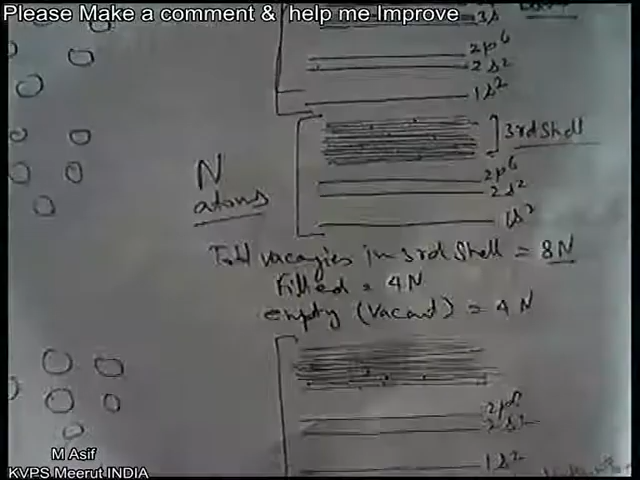 Please Make a comment & help me Improve
3s
2p6
2s2
1s2
3rd Shell
2p6
2s2
1s2
N
atoms
Total vacancies in 3rd Shell = 8N
filled = 4N
empty (Vacant) = 4N
2p6
2s2
1s2
M Asif
KVPS Meerut INDIA